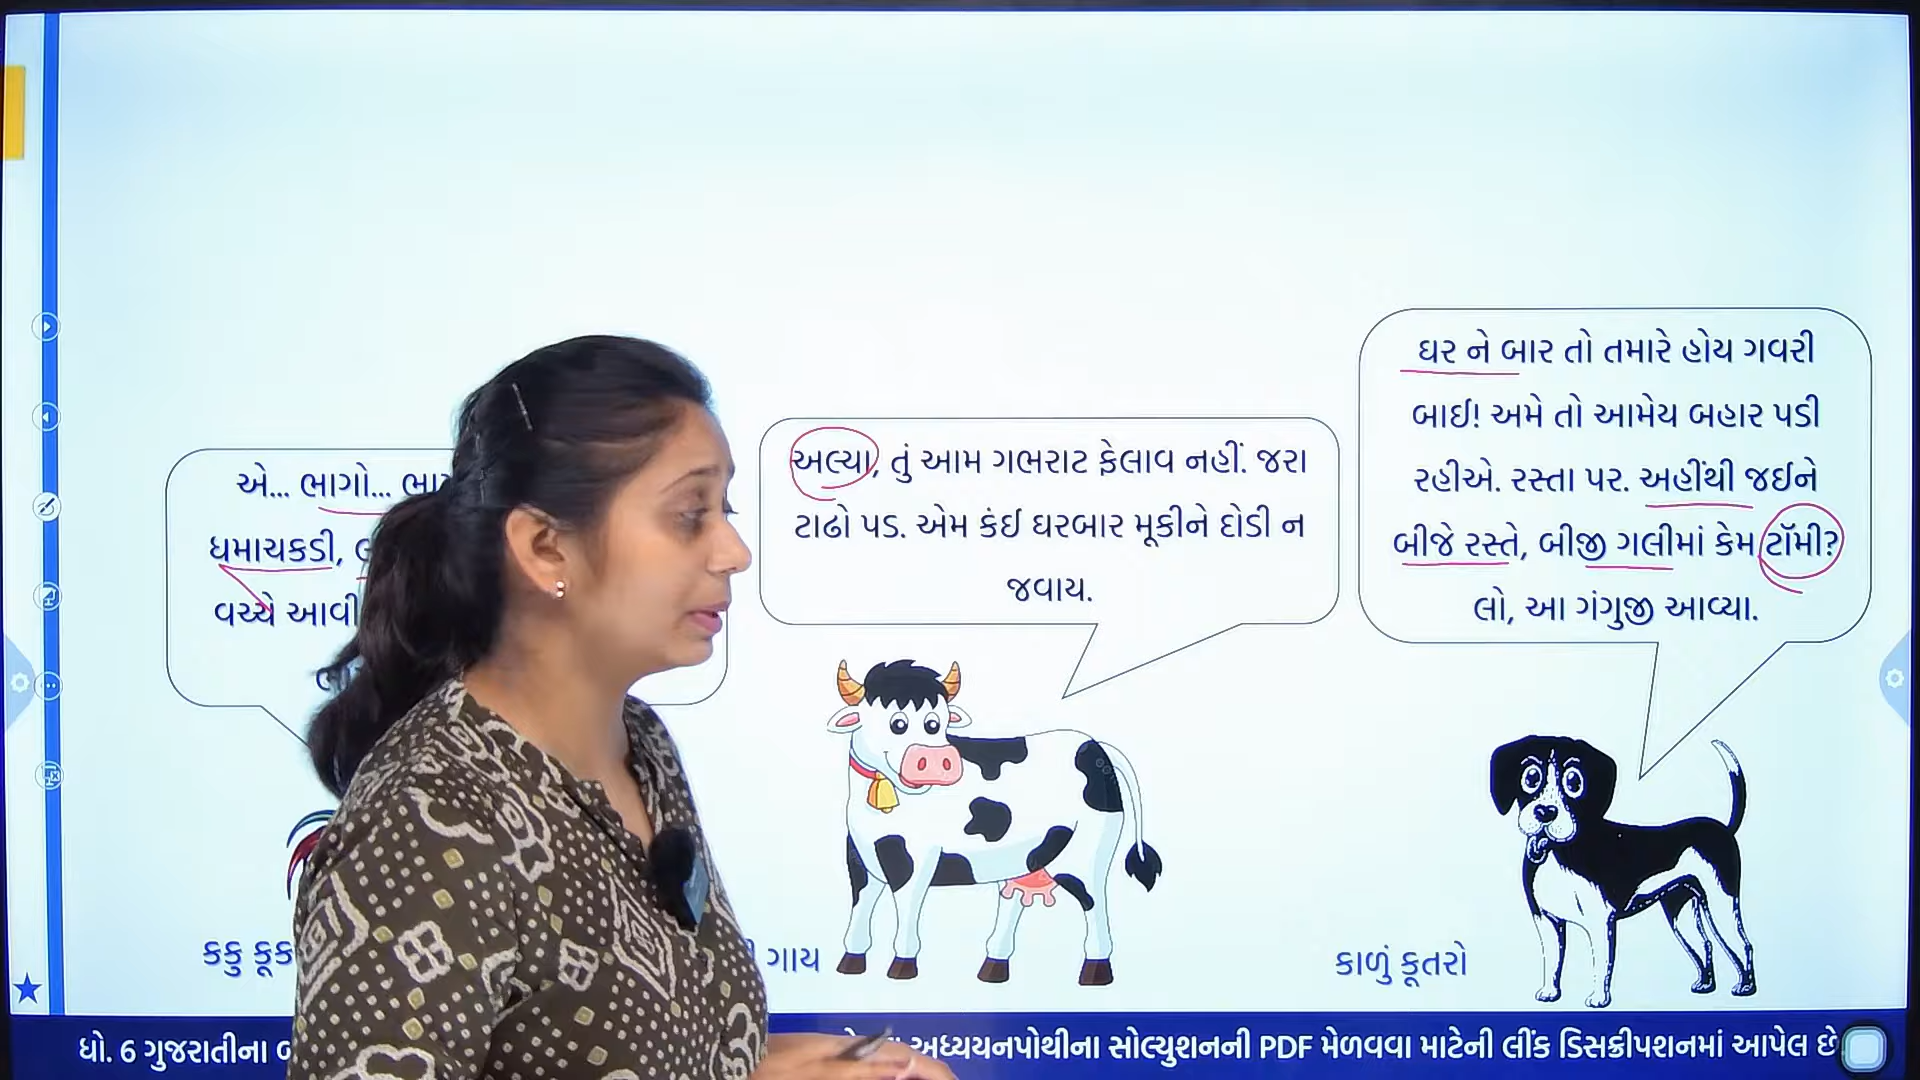 એ... ભાગો...
ધમાચકડી,
વચ્ચે આવી
અલ્યા, તું આમ ગભરાટ ફેલાવ નહીં. જરા
ટાઢો પડ. એમ કંઈ ઘરબાર મૂકીને દોડી ન
જવાય.
ઘર ને બાર તો તમારે હોય ગવરી
બાઈ! અમે તો આમેય બહાર પડી
રહીએ. રસ્તા પર. અહીંથી જઈને
બીજે રસ્તે, બીજી ગલીમાં કેમ ટૉમી?
લો, આ ગંગુજી આવ્યા.
કકુ
ગાય
કાળું કૂતરો
ધો. 6 ગુજરાતીના
અધ્યયનપોથીના સોલ્યુશનની PDF મેળવવા માટેની લીંક ડિસક્રીપશનમાં આપેલ છે